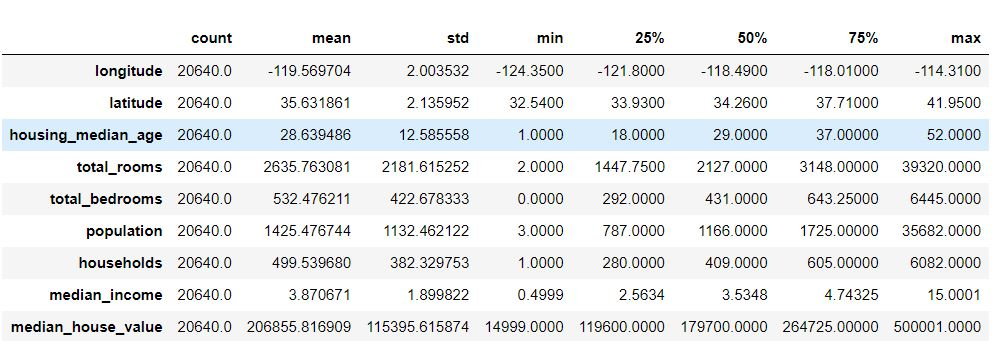 count mean std min 25% 50% 75% max
longitude 20640.0 -119.569704 2.003532 -124.3500 -121.8000 -118.4900 -118.01000 -114.3100
latitude 20640.0 35.631861 2.135952 32.5400 33.9300 34.2600 37.71000 41.9500
housing_median_age 20640.0 28.639486 12.585558 1.0000 18.0000 29.0000 37.00000 52.0000
total_rooms 20640.0 2635.763081 2181.615252 2.0000 1447.7500 2127.0000 3148.00000 39320.0000
total_bedrooms 20640.0 532.476211 422.678333 0.0000 292.0000 431.0000 643.25000 6445.0000
population 20640.0 1425.476744 1132.462122 3.0000 787.0000 1166.0000 1725.00000 35682.0000
households 20640.0 499.539680 382.329753 1.0000 280.0000 409.0000 605.00000 6082.0000
median_income 20640.0 3.870671 1.899822 0.4999 2.5634 3.5348 4.74325 15.0001
median_house_value 20640.0 206855.816909 115395.615874 14999.0000 119600.0000 179700.0000 264725.00000 500001.0000